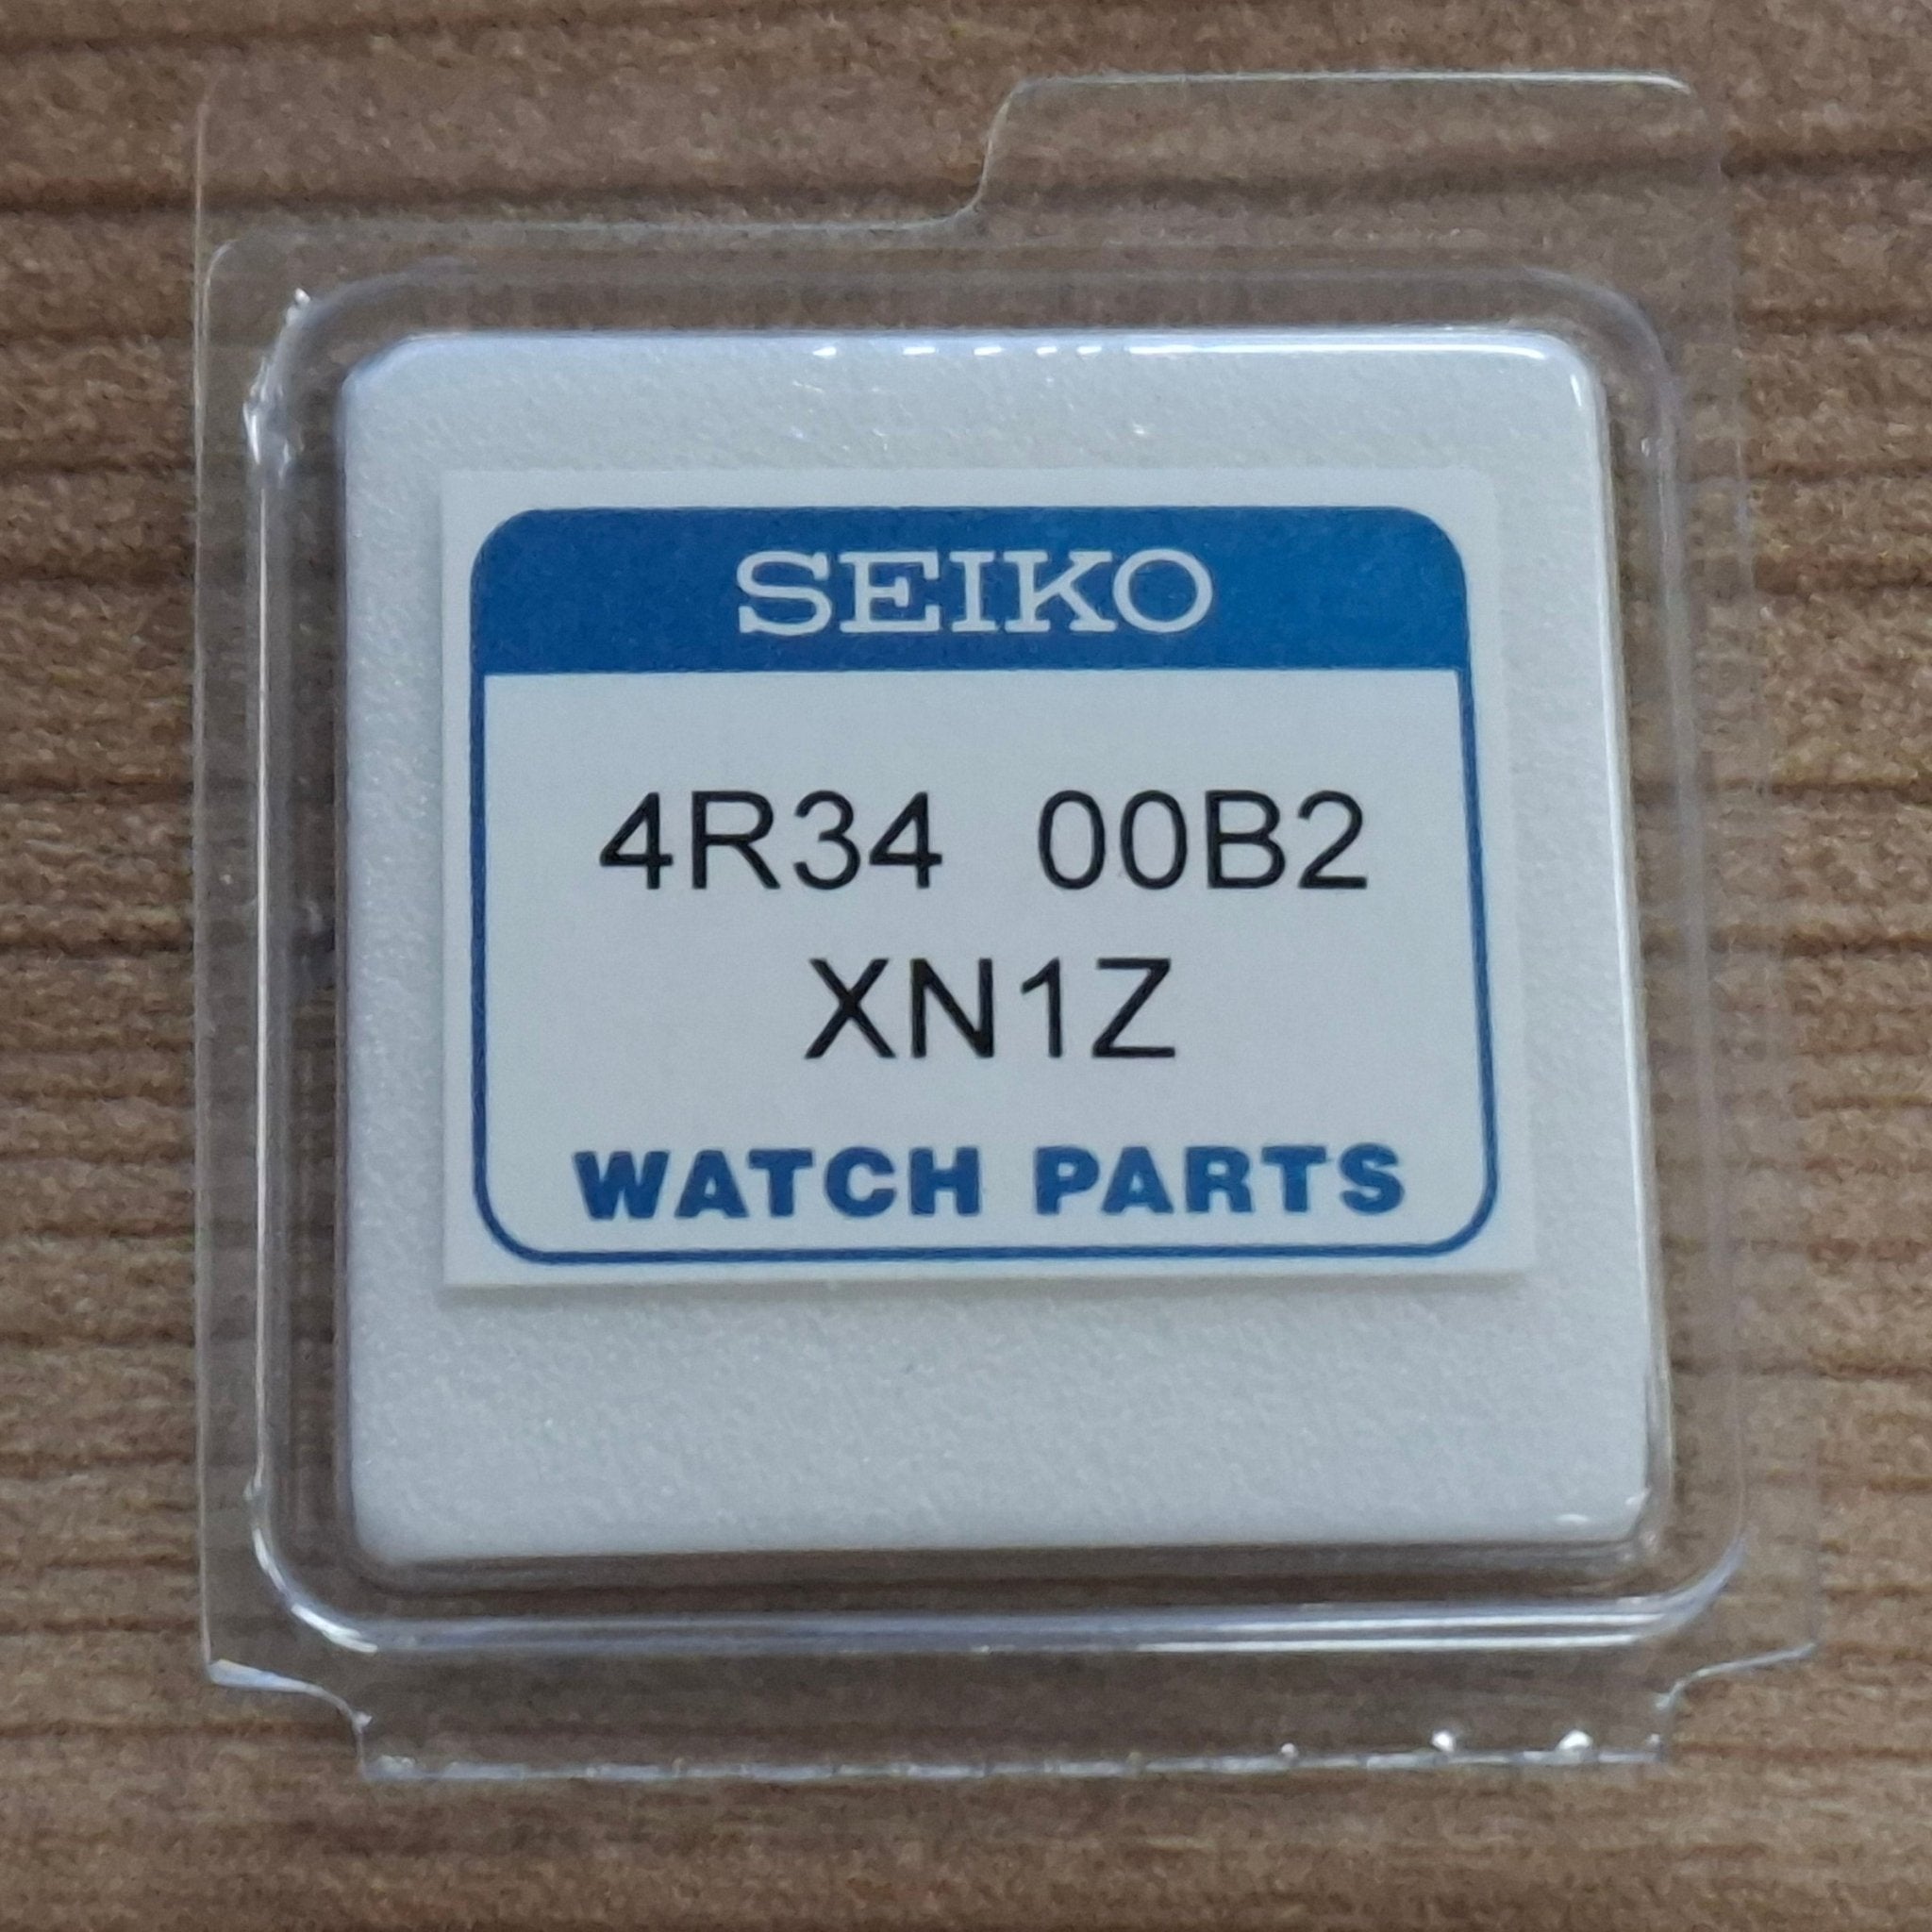 SEIKO
4R34 00B2
XN1Z
WATCH PARTS